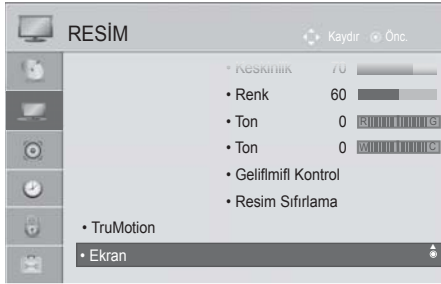 RESİM
Kaydır Önc.
• Keskinlik 70
• Renk 60
• Ton 0 R G
• Ton 0 W C
• Geliflmifl Kontrol
• Resim Sıfırlama
• TruMotion
• Ekran